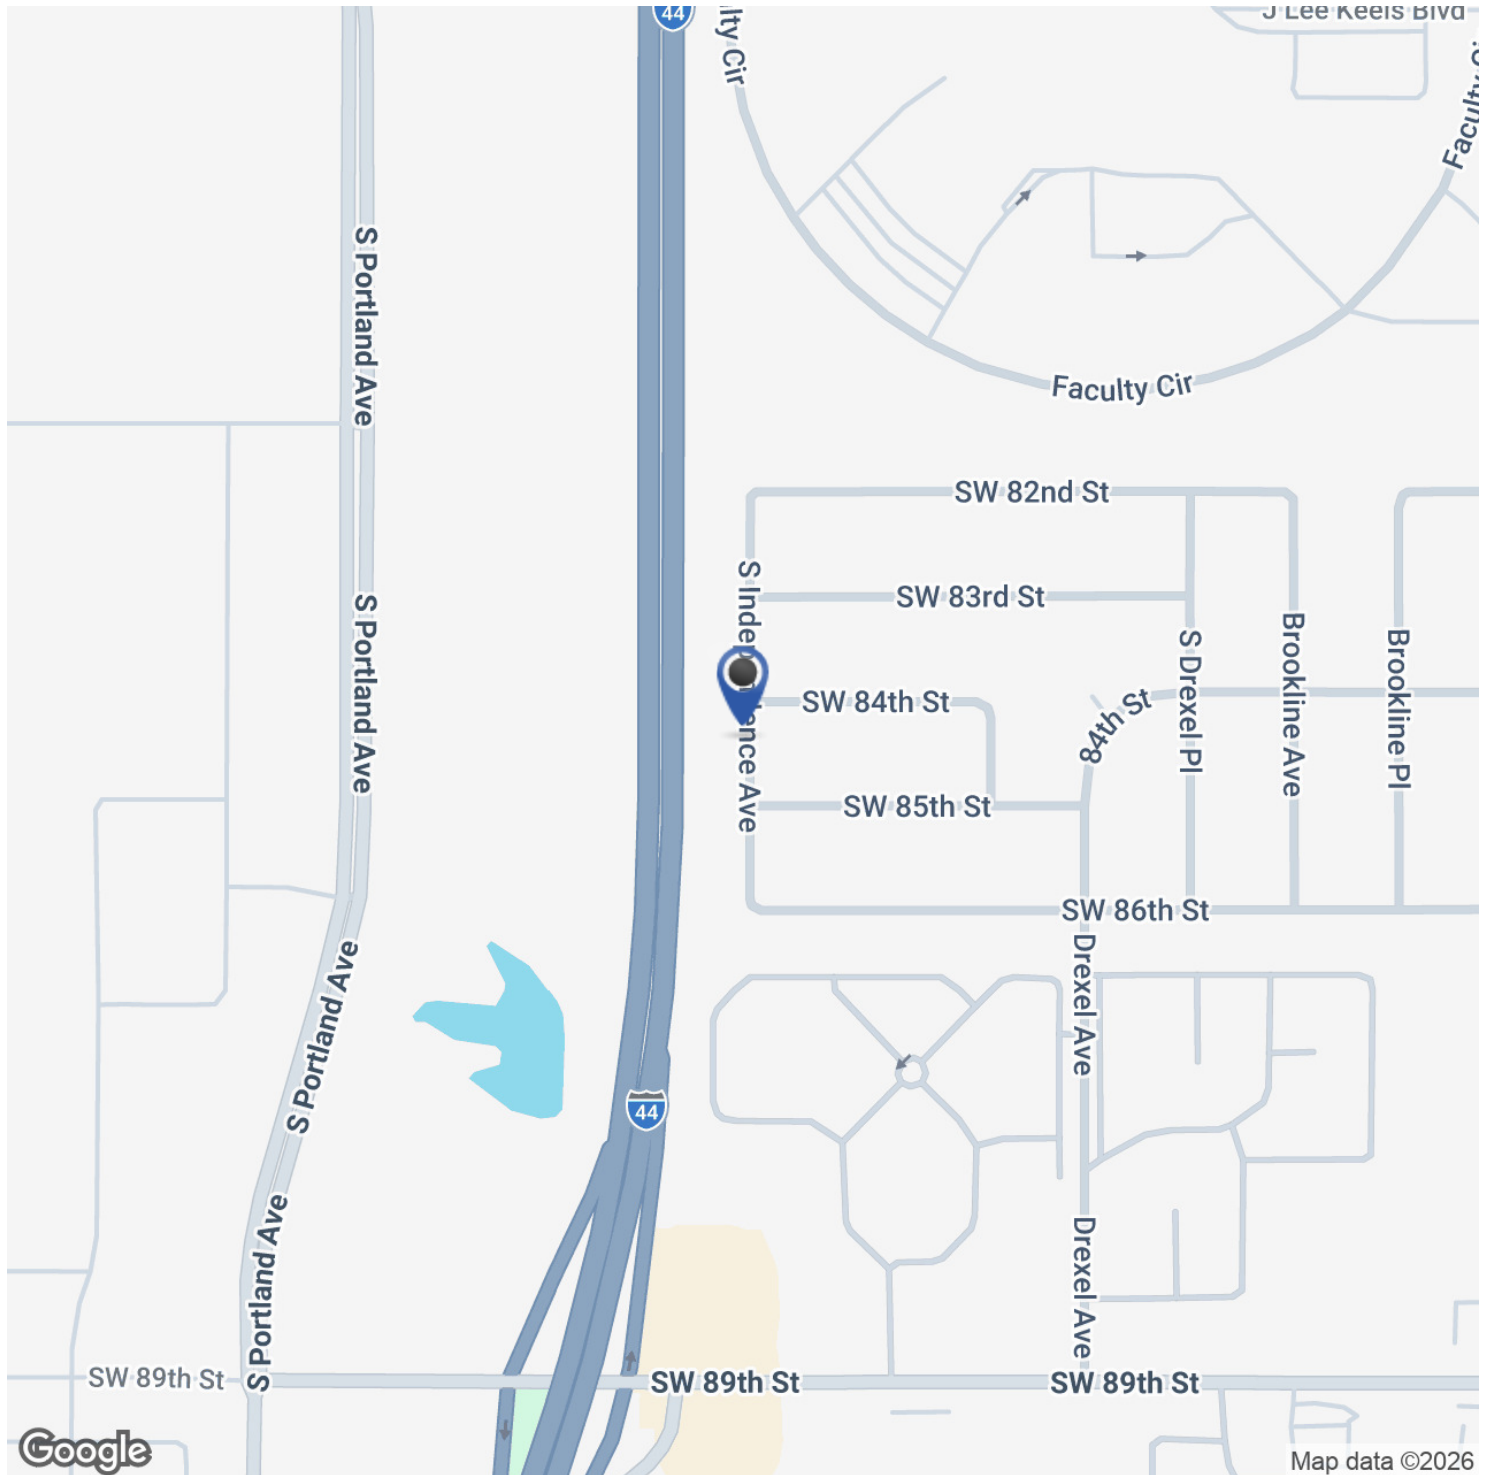 44
J Lee Keels Blvd
lty Cir
Faculty
S Portland Ave
Faculty Cir
SW 82nd St
S Independence Ave
SW 83rd St
S Portland Ave
S Drexel Pl
Brookline Ave
Brookline Pl
SW 84th St
84th St
SW 85th St
SW 86th St
S Portland Ave
Drexel Ave
44
S Portland Ave
Drexel Ave
SW 89th St
SW 89th St
SW 89th St
Google
Map data ©2026